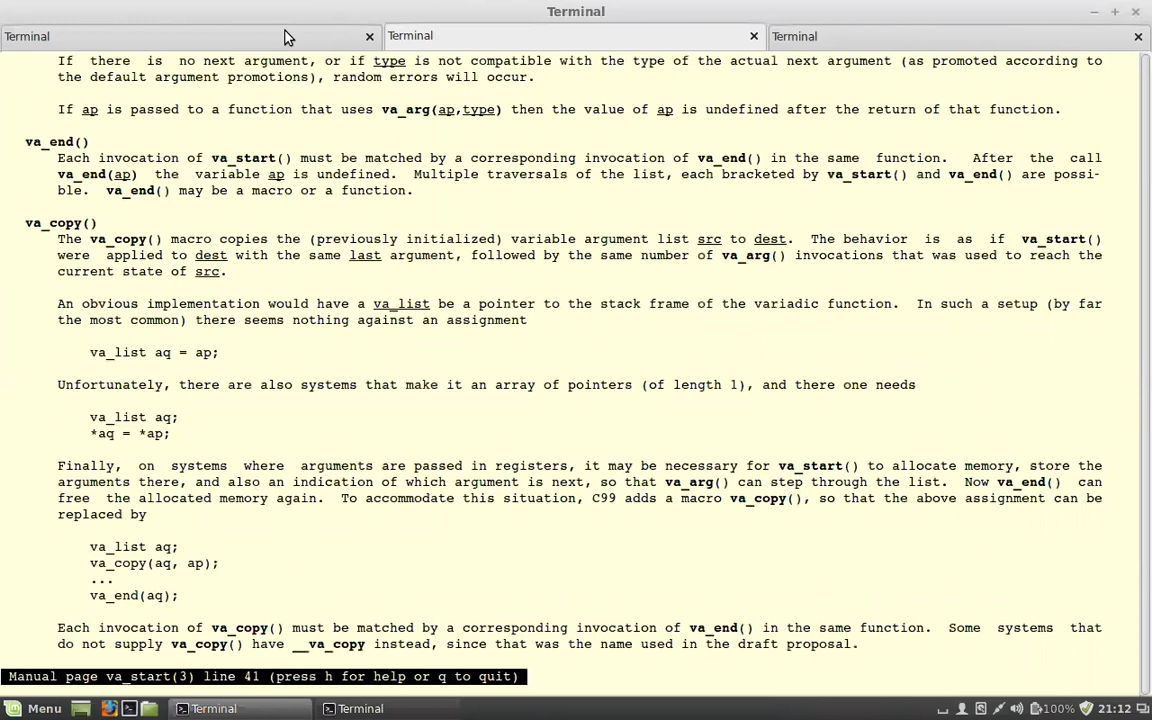 Terminal
Terminal
Terminal
Terminal
If there is no next argument, or if type is not compatible with the type of the actual next argument (as promoted according to
the default argument promotions), random errors will occur.
If ap is passed to a function that uses va_arg(ap,type) then the value of ap is undefined after the return of that function.
va_end()
Each invocation of va_start() must be matched by a corresponding invocation of va_end() in the same function. After the call
va_end(ap) the variable ap is undefined. Multiple traversals of the list, each bracketed by va_start() and va_end() are possi-
ble. va_end() may be a macro or a function.
va_copy()
The va_copy() macro copies the (previously initialized) variable argument list src to dest. The behavior is as if va_start()
were applied to dest with the same last argument, followed by the same number of va_arg() invocations that was used to reach the
current state of src.
An obvious implementation would have a va_list be a pointer to the stack frame of the variadic function. In such a setup (by far
the most common) there seems nothing against an assignment
va_list aq = ap;
Unfortunately, there are also systems that make it an array of pointers (of length 1), and there one needs
va_list aq;
*aq = *ap;
Finally, on systems where arguments are passed in registers, it may be necessary for va_start() to allocate memory, store the
arguments there, and also an indication of which argument is next, so that va_arg() can step through the list. Now va_end() can
free the allocated memory again. To accommodate this situation, C99 adds a macro va_copy(), so that the above assignment can be
replaced by
va_list aq;
va_copy(aq, ap);
...
va_end(aq);
Each invocation of va_copy() must be matched by a corresponding invocation of va_end() in the same function. Some systems that
do not supply va_copy() have __va_copy instead, since that was the name used in the draft proposal.
Manual page va_start(3) line 41 (press h for help or q to quit)
Menu
Terminal
Terminal
100%
21:12